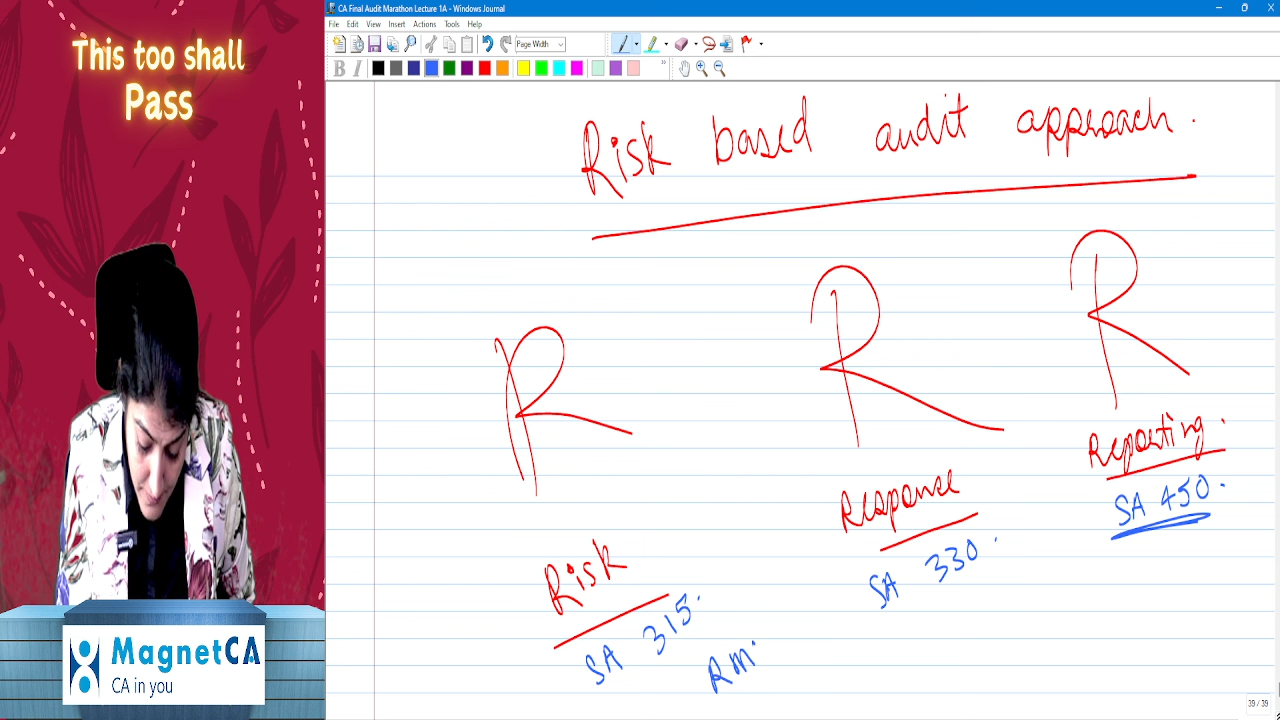 This too shall
Pass
CA Final Audit Marathon Lecture 1A - Windows Journal
File Edit View Insert Actions Tools Help
Page Width
B I
Risk based audit approach.
R R R
Reporting.
SA 450.
Response
SA 330.
Risk
SA 315.
RM
MagnetCA
CA in you
39 / 39